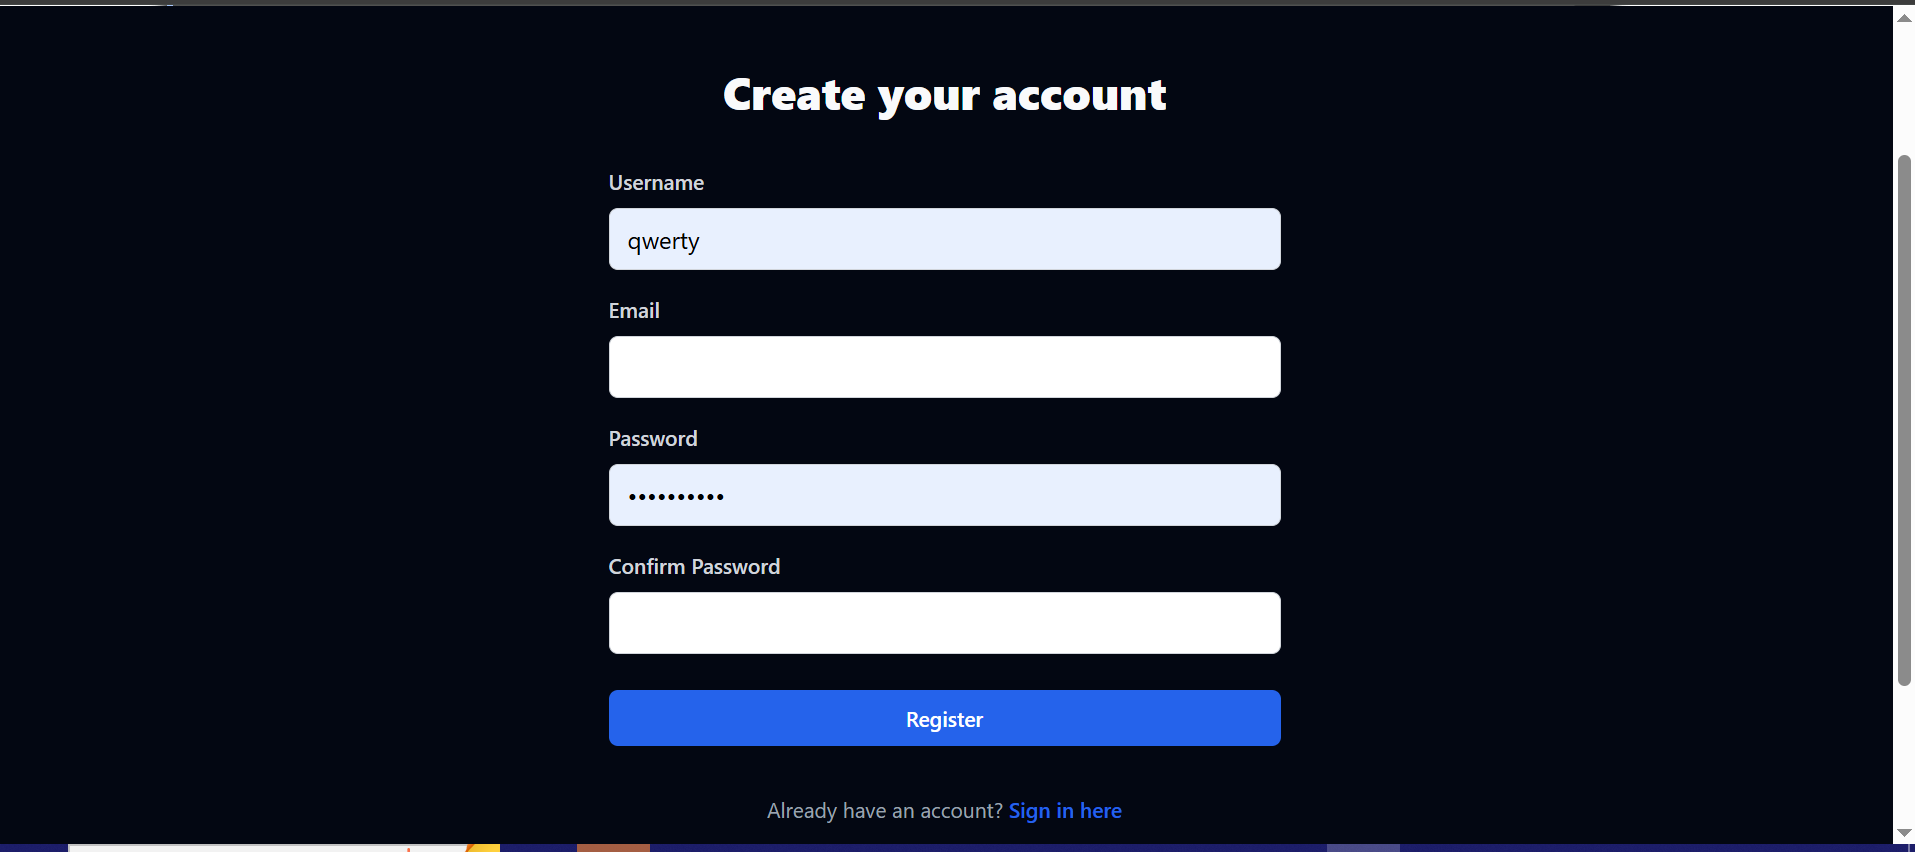 Create your account
Username
qwerty
Email
Password
••••••••••
Confirm Password
Register
Already have an account? Sign in here